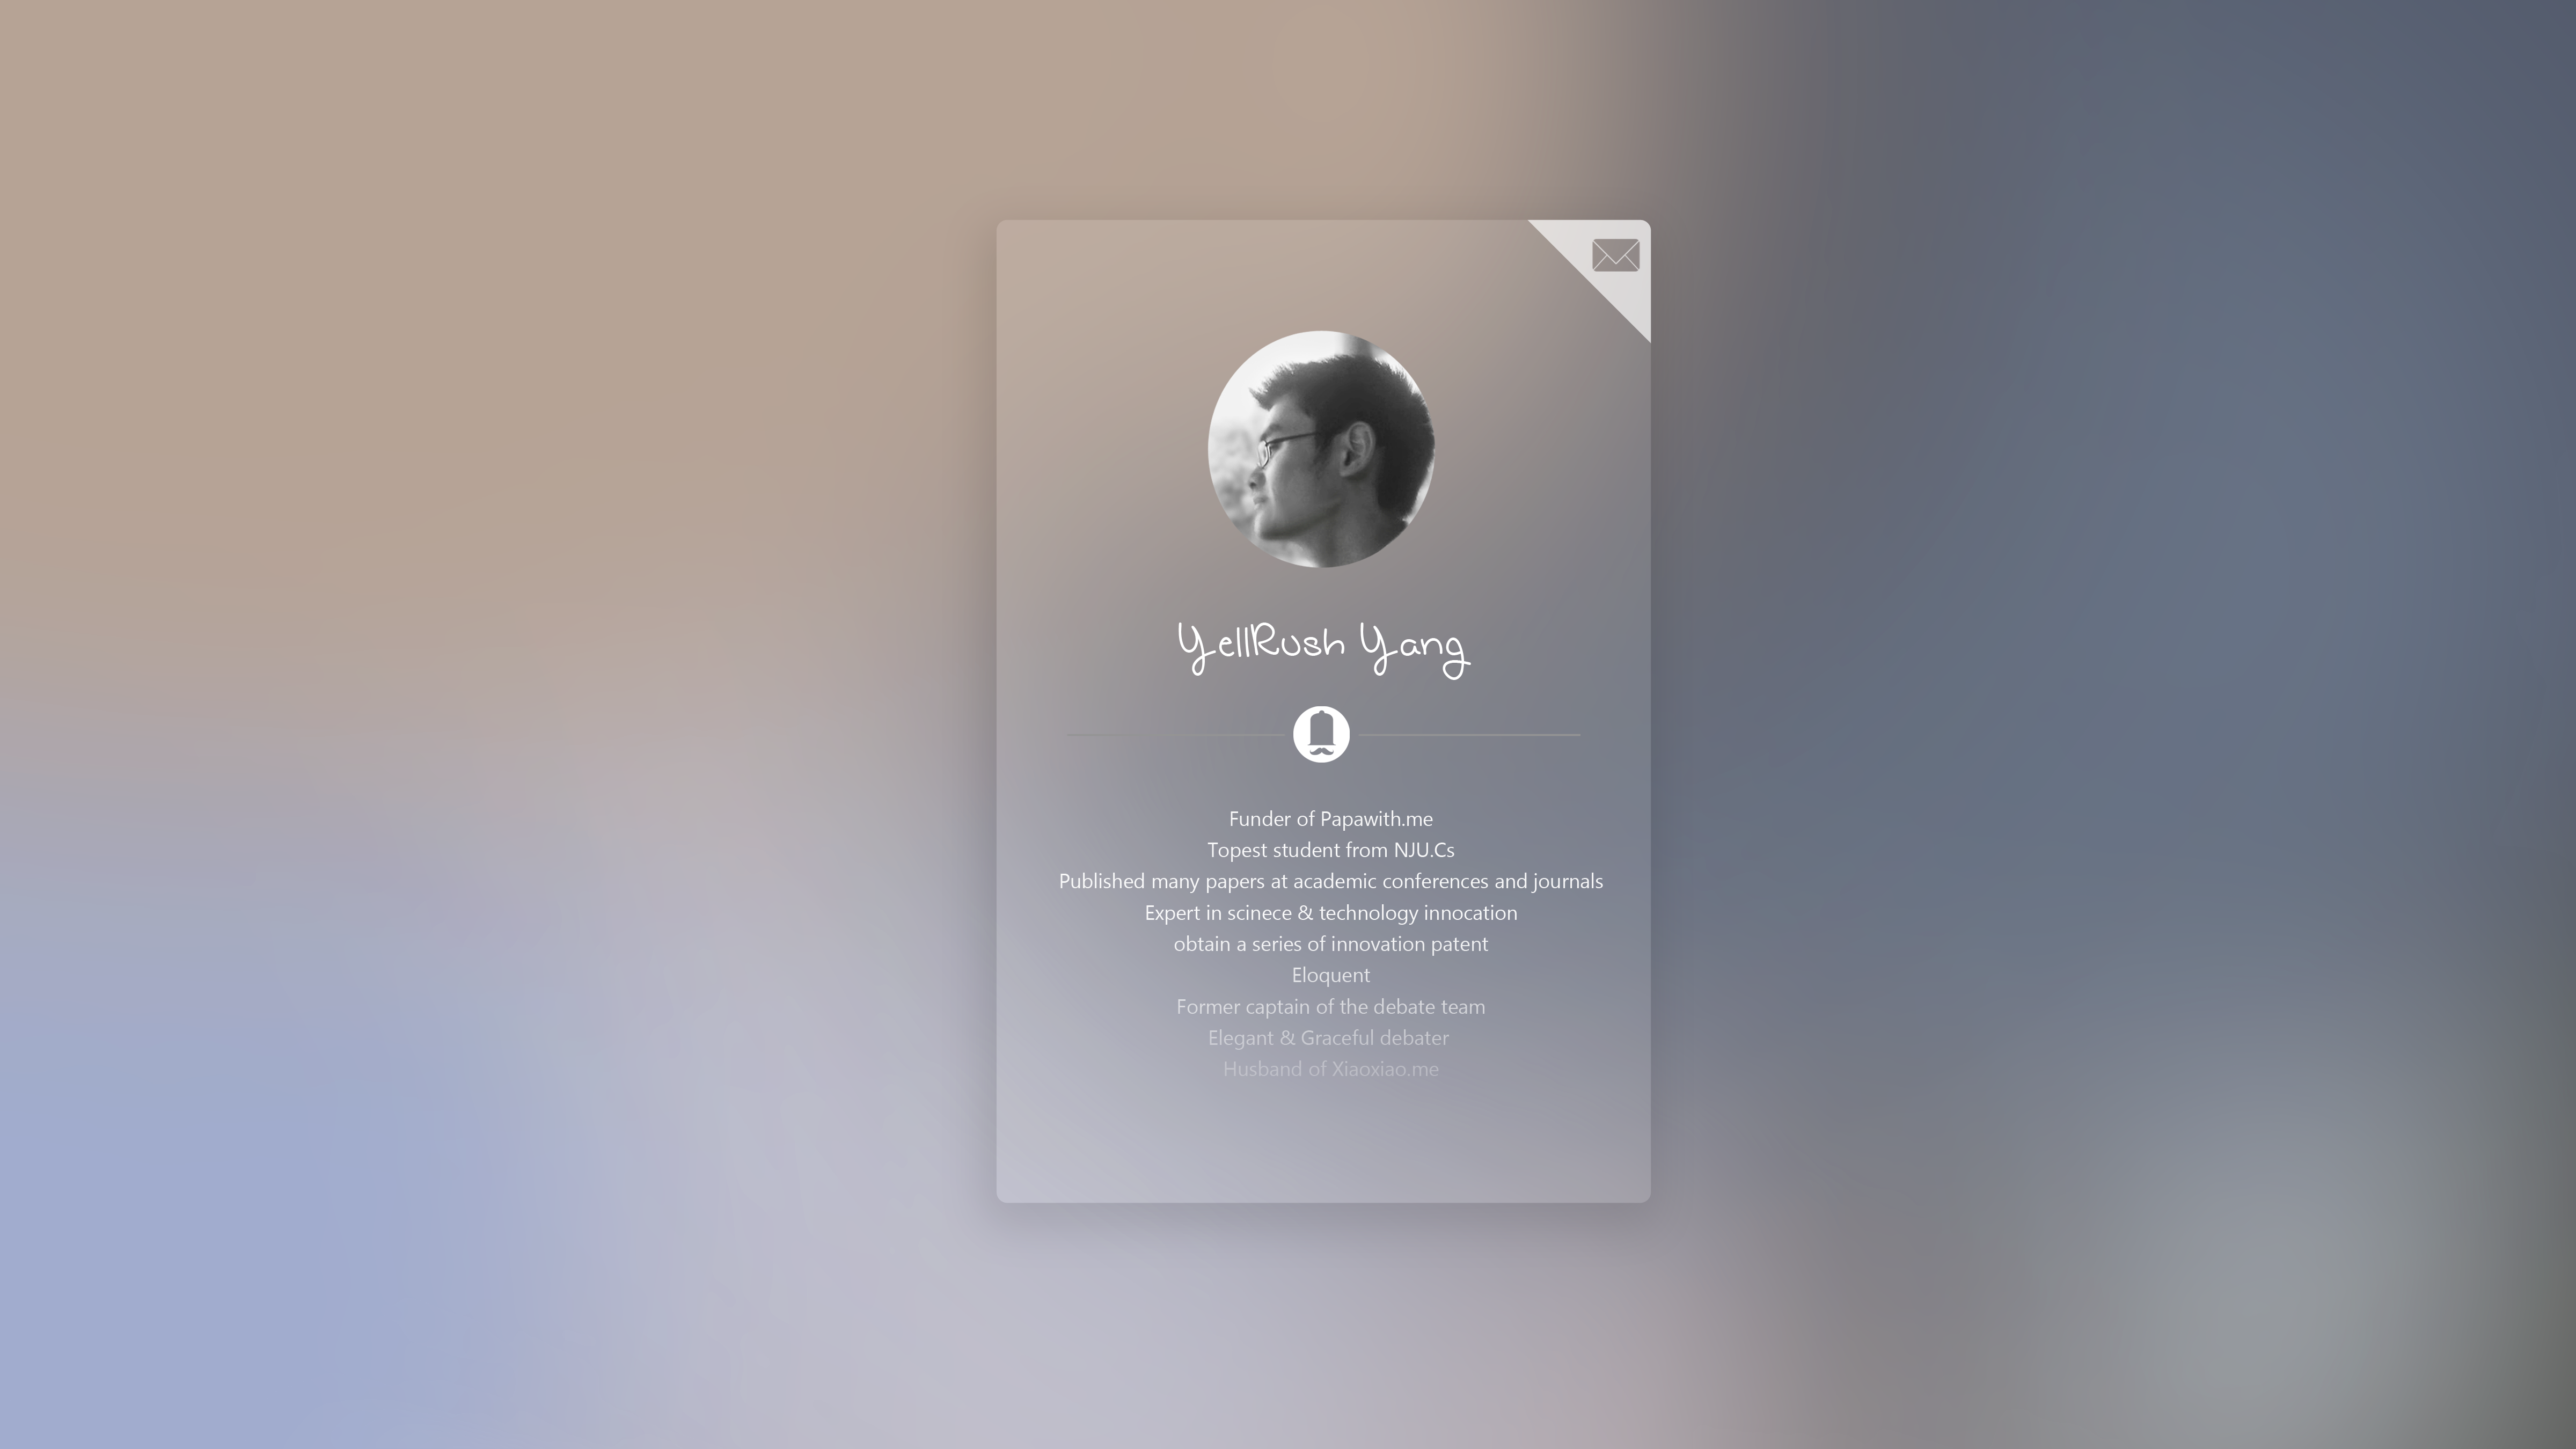 YellRush Yang
Funder of Papawith.me
Topest student from NJU.Cs
Published many papers at academic conferences and journals
Expert in scinece & technology innocation
obtain a series of innovation patent
Eloquent
Former captain of the debate team
Elegant & Graceful debater
Husband of Xiaoxiao.me